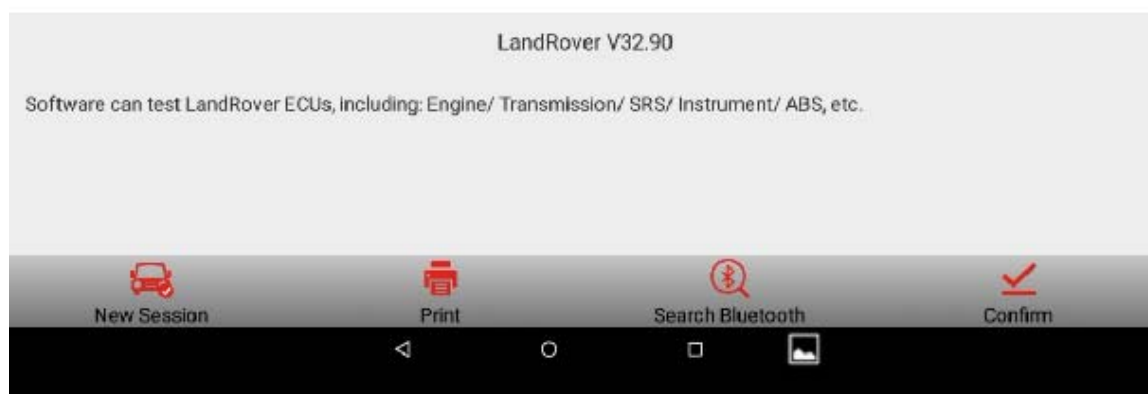 LandRover V32.90
Software can test LandRover ECUs, including: Engine/ Transmission/ SRS/ Instrument/ ABS, etc.
New Session Print Search Bluetooth Confirm